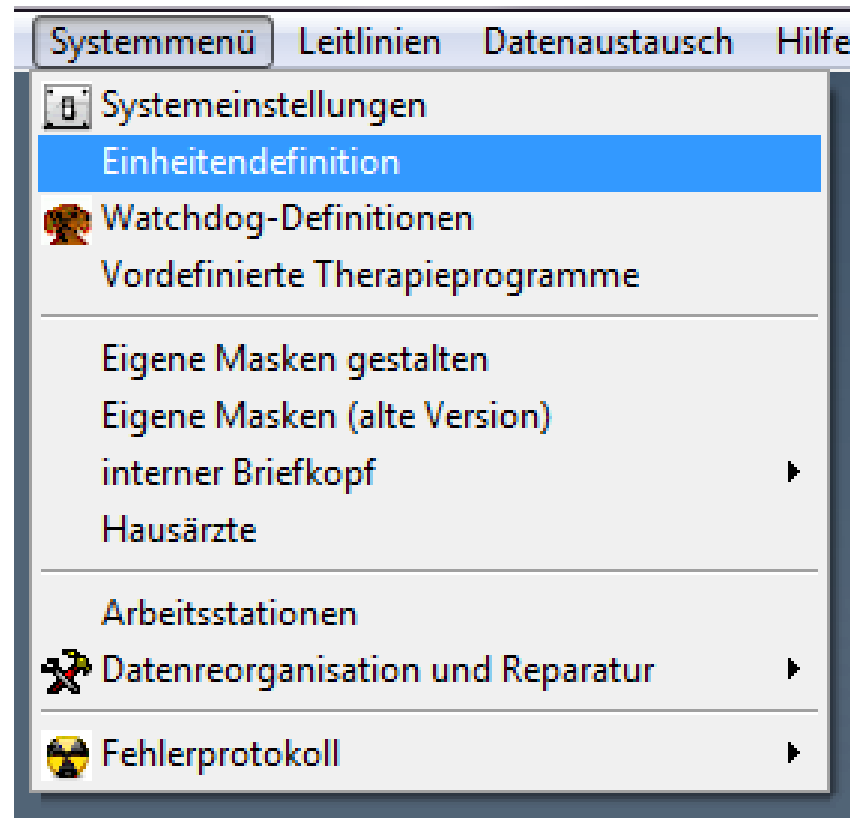 Systemmenü Leitlinien Datenaustausch Hilfe
Systemeinstellungen
Einheitendefinition
Watchdog-Definitionen
Vordefinierte Therapieprogramme
Eigene Masken gestalten
Eigene Masken (alte Version)
interner Briefkopf
Hausärzte
Arbeitsstationen
Datenreorganisation und Reparatur
Fehlerprotokoll